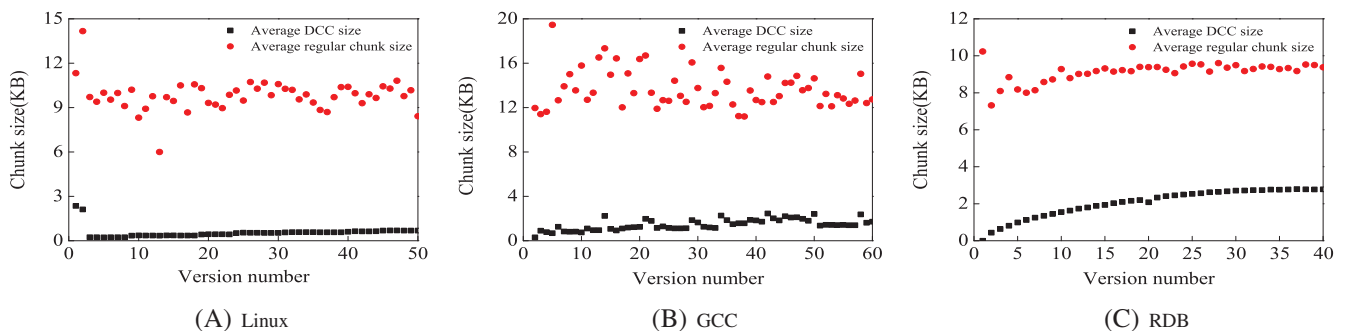 15
12
9
6
3
0
Chunk size(KB)
Average DCC size
Average regular chunk size
0 10 20 30 40 50
Version number
(A) Linux
20
16
12
8
4
0
Chunk size(KB)
Average DCC size
Average regular chunk size
0 10 20 30 40 50 60
Version number
(B) GCC
12
10
8
6
4
2
0
Chunk size(KB)
Average DCC size
Average regular chunk size
0 5 10 15 20 25 30 35 40
Version number
(C) RDB